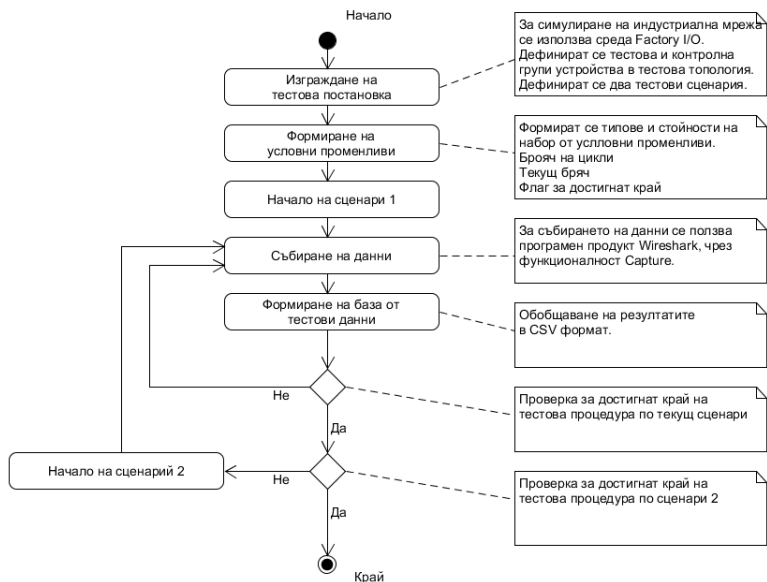 Начало
За симулиране на индустриална мрежа
се използва среда Factory I/O.
Дефинират се тестова и контролна
групи устройства в тестова топология.
Дефинират се два тестови сценария.
Изграждане на
тестова постановка
Формиране на
условни променливи
Формират се типове и стойности на
набор от услловни променливи.
Брояч на цикли
Текущ бряч
Флаг за достигнат край
Начало на сценари 1
Събиране на данни
За събирането на данни се ползва
програмен продукт Wireshark, чрез
функционалност Capture.
Формиране на база от
тестови данни
Обобщаване на резултатите
в CSV формат.
Не
Да
Проверка за достигнат край на
тестова процедура по текущ сценари
Начало на сценарий 2
Не
Да
Проверка за достигнат край на
тестова процедура по сценари 2
Край